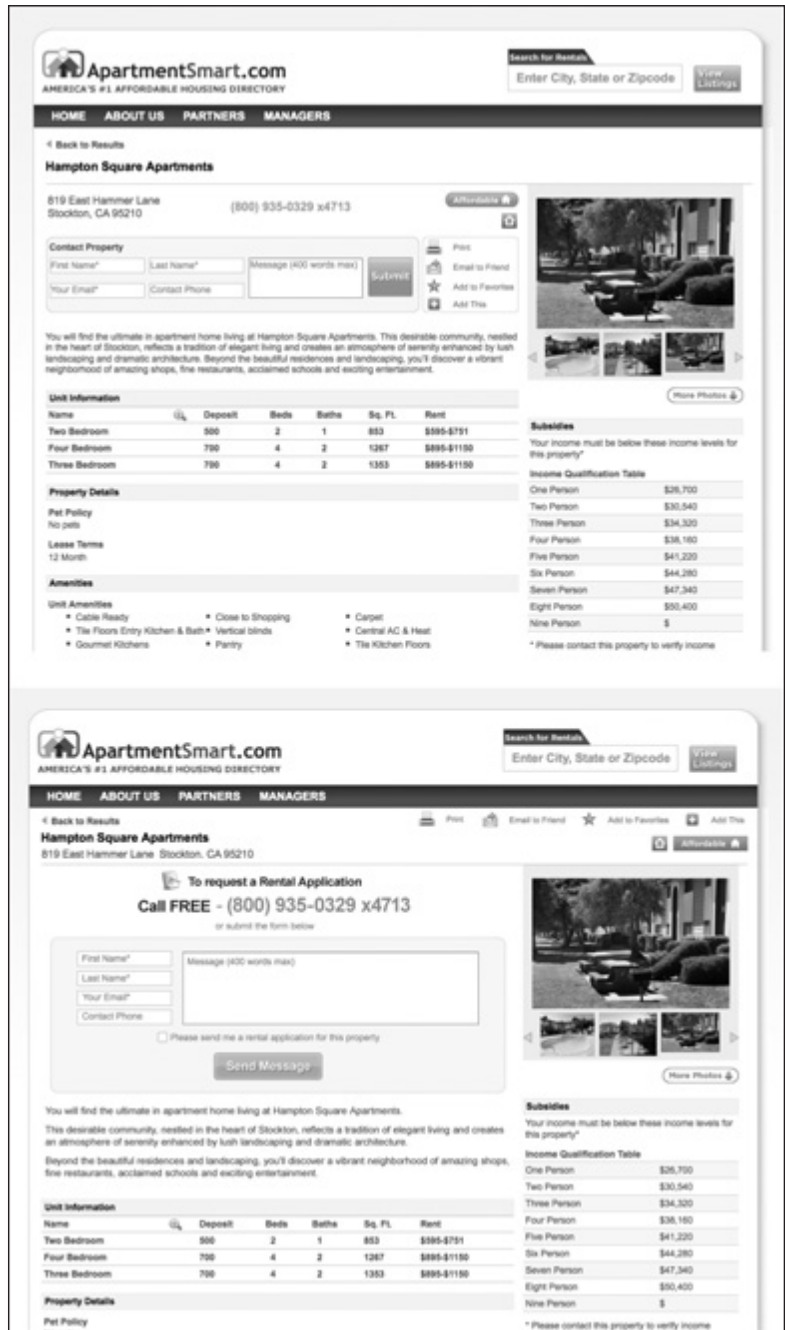 ApartmentSmart.com
AMERICA'S #1 AFFORDABLE HOUSING DIRECTORY
Search for Rentals
Enter City, State or Zipcode
View Listings
HOME ABOUT US PARTNERS MANAGERS
Back to Results
Hampton Square Apartments
819 East Hammer Lane
Stockton, CA 95210
(800) 935-0329 x4713
Affordable
Contact Property
First Name* Last Name* Message (400 words max)
Your Email* Contact Phone
Submit
Print
Email to Friend
Add to Favorites
Add This
You will find the ultimate in apartment home living at Hampton Square Apartments. This desirable community, nestled
in the heart of Stockton, reflects a tradition of elegant living and creates an atmosphere of serenity enhanced by lush
landscaping and dramatic architecture. Beyond the beautiful residences and landscaping, you'll discover a vibrant
neighborhood of amazing shops, fine restaurants, acclaimed schools and exciting entertainment.
Unit Information
Name Deposit Beds Baths Sq. Ft. Rent
Two Bedroom 500 2 1 853 $595-$751
Four Bedroom 700 4 2 1267 $895-$1150
Three Bedroom 700 4 2 1353 $895-$1150
Property Details
Pet Policy
No pets
Lease Terms
12 Month
Amenities
Unit Amenities
• Cable Ready • Close to Shopping • Carpet
• Tile Floors Entry Kitchen & Bath • Vertical blinds • Central AC & Heat
• Gourmet Kitchens • Pantry • Tile Kitchen Floors
More Photos
Subsidies
Your income must be below these income levels for
this property*
Income Qualification Table
One Person $26,700
Two Person $30,540
Three Person $34,320
Four Person $38,160
Five Person $41,220
Six Person $44,280
Seven Person $47,340
Eight Person $50,400
Nine Person $
* Please contact this property to verify income
ApartmentSmart.com
AMERICA'S #1 AFFORDABLE HOUSING DIRECTORY
Search for Rentals
Enter City, State or Zipcode
View Listings
HOME ABOUT US PARTNERS MANAGERS
Back to Results
Print Email to Friend Add to Favorites Add This
Hampton Square Apartments
Affordable
819 East Hammer Lane Stockton, CA 95210
To request a Rental Application
Call FREE - (800) 935-0329 x4713
or submit the form below
First Name*
Last Name*
Your Email*
Contact Phone
Message (400 words max)
Please send me a rental application for this property
Send Message
You will find the ultimate in apartment home living at Hampton Square Apartments.
This desirable community, nestled in the heart of Stockton, reflects a tradition of elegant living and creates
an atmosphere of serenity enhanced by lush landscaping and dramatic architecture.
Beyond the beautiful residences and landscaping, you'll discover a vibrant neighborhood of amazing shops,
fine restaurants, acclaimed schools and exciting entertainment.
Unit Information
Name Deposit Beds Baths Sq. Ft. Rent
Two Bedroom 500 2 1 853 $595-$751
Four Bedroom 700 4 2 1267 $895-$1150
Three Bedroom 700 4 2 1353 $895-$1150
Property Details
Pet Policy
More Photos
Subsidies
Your income must be below these income levels for
this property*
Income Qualification Table
One Person $26,700
Two Person $30,540
Three Person $34,320
Four Person $38,160
Five Person $41,220
Six Person $44,280
Seven Person $47,340
Eight Person $50,400
Nine Person $
* Please contact this property to verify income